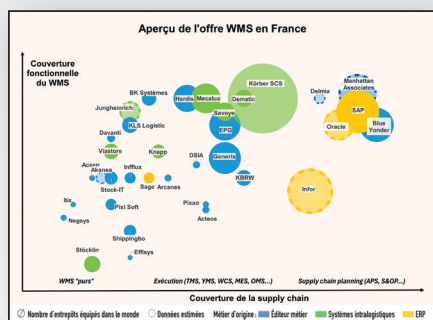 Aperçu de l'offre WMS en France
Couverture
fonctionnelle
du WMS
Körber SCS
Manhattan
Associates
BK Systèmes
Hardis
Mecalux
Dematic
Delmia
Jungheinrich
Savoye
SAP
KLS Logistic
EPG
Oracle
Blue
Yonder
Davanti
Viastore
Knapp
Generix
DSIA
Acsep
Akanea
Infflux
Sage
Arcanes
KBRW
Stock-IT
Infor
Itia
Pixi Soft
Pixao
Negsys
Acteos
Shippingbo
Stöcklin
Effisys
WMS "purs"
Exécution (TMS, YMS, WCS, MES, OMS...)
Supply chain planning (APS, S&OP...)
Couverture de la supply chain
Nombre d'entrepôts équipés dans le monde
Données estimées
Métier d'origine :
Éditeur métier
Systèmes intralogistiques
ERP